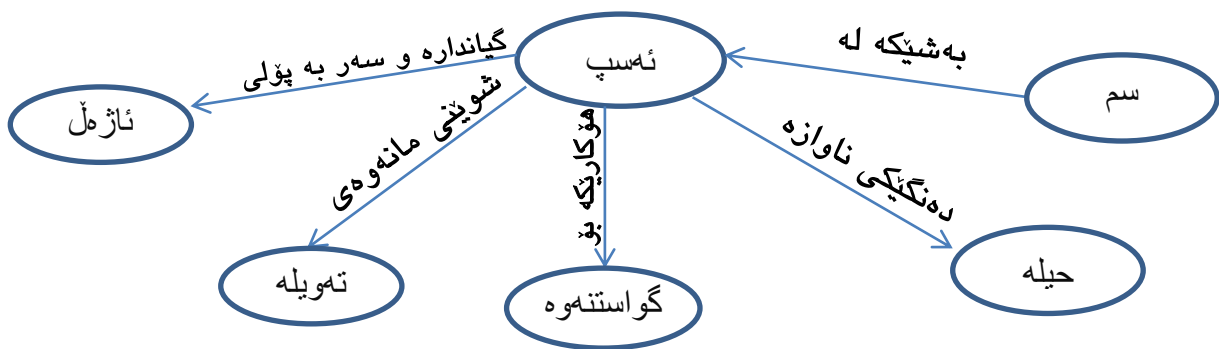 بەشێکە لە
ئەسپ
گیاندارە و سەر بە پۆلی
سم
ئاژەڵ
شوێنی مانەوەی
هۆکارێکە بۆ
دەنگێکی ناوازە
تەویلە
گواستنەوە
حیلە